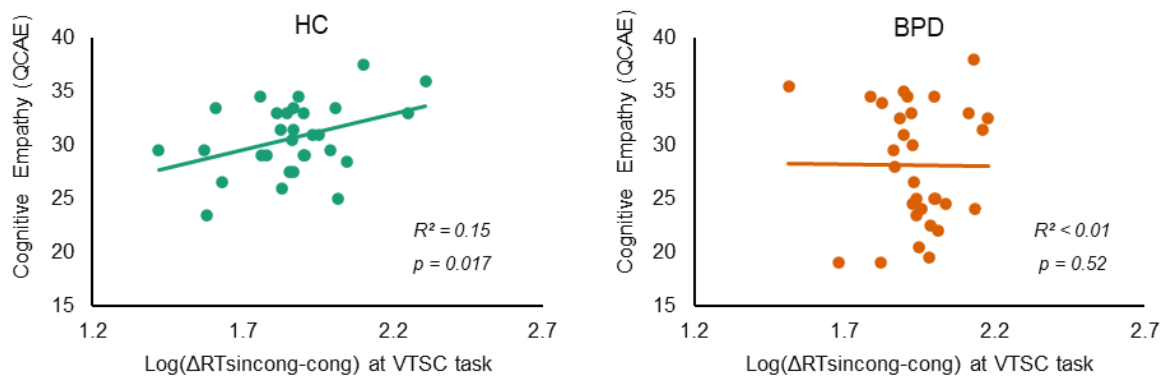 HC
Cognitive Empathy (QCAE)
40
35
30
25
20
15
R² = 0.15
p = 0.017
1.2 1.7 2.2 2.7
Log(ΔRTsincong-cong) at VTSC task
BPD
Cognitive Empathy (QCAE)
40
35
30
25
20
15
R² < 0.01
p = 0.52
1.2 1.7 2.2 2.7
Log(ΔRTsincong-cong) at VTSC task